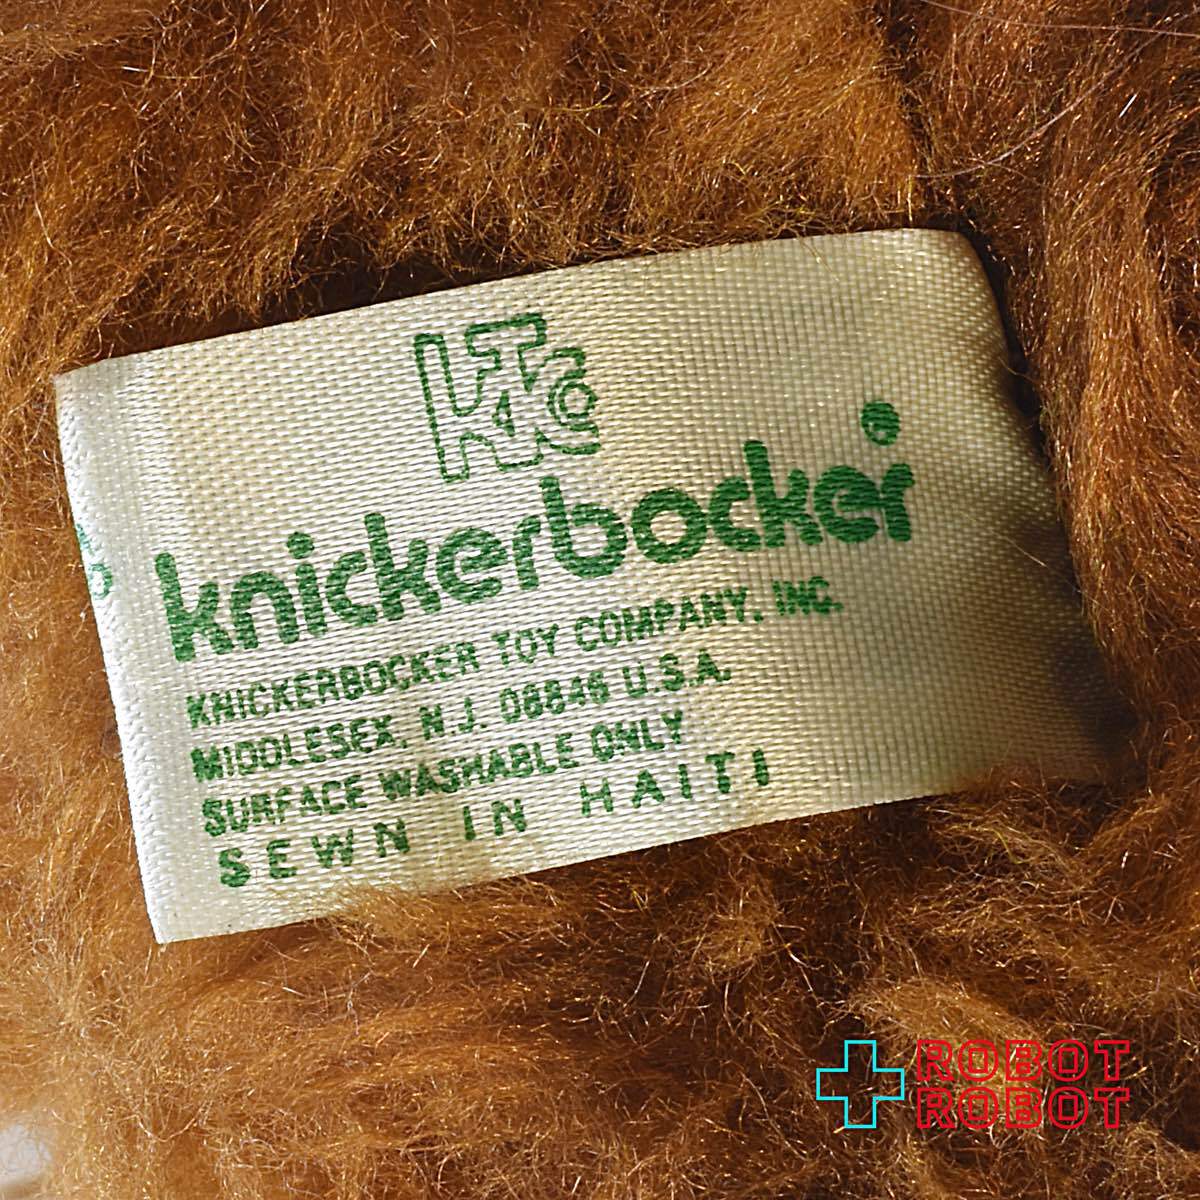 KTC
knickerbocker
KNICKERBOCKER TOY COMPANY, INC.
MIDDLESEX, N.J. 08846 U.S.A.
SURFACE WASHABLE ONLY
SEWN IN HAITI
ROBOT
ROBOT